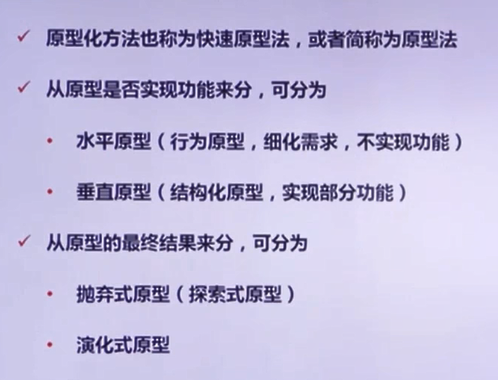 ✓ 原型化方法也称为快速原型法，或者简称为原型法
✓ 从原型是否实现功能来分，可分为
• 水平原型（行为原型，细化需求，不实现功能）
• 垂直原型（结构化原型，实现部分功能）
✓ 从原型的最终结果来分，可分为
• 抛弃式原型（探索式原型）
• 演化式原型